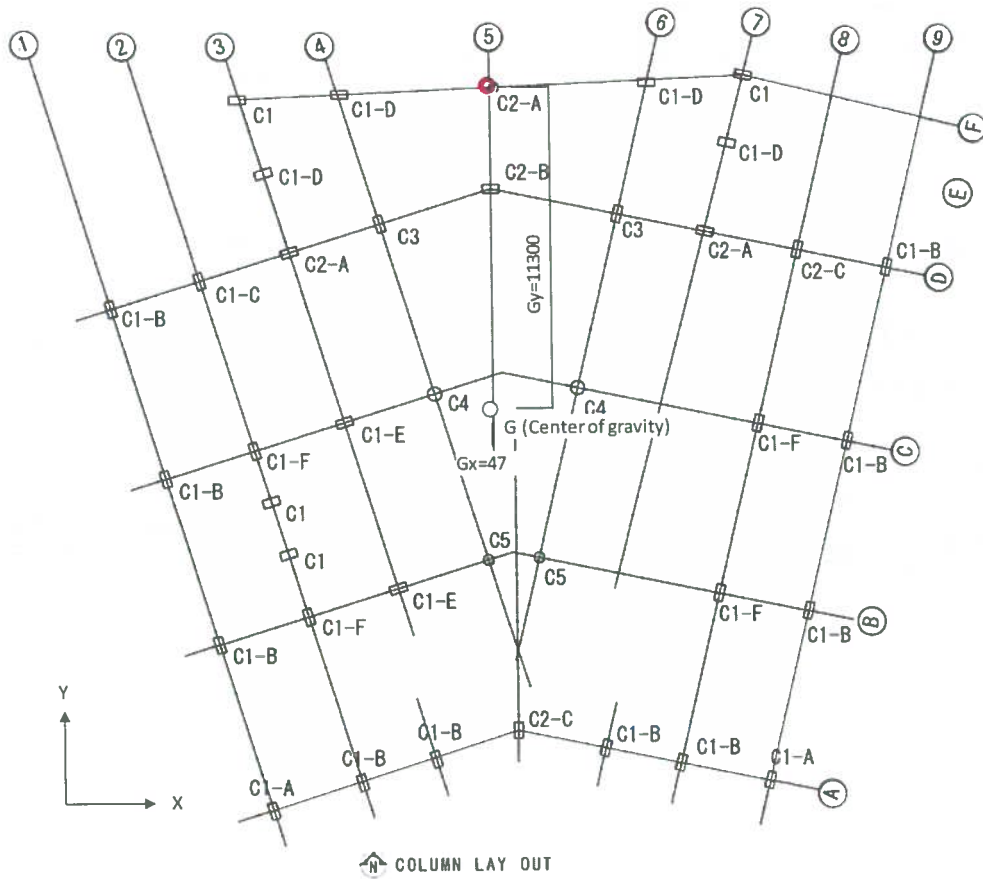 1 2 3 4 5 6 7 8 9
C1 C1-D C2-A C1-D C1 F
C1-D C1-D
C2-B E
C3 C3
C2-A C2-A C2-C C1-B D
C1-C
C1-B
Gy=11300
C4 C4
G (Center of gravity)
Gx=47
C1-E C1-F C1-B C
C1-F
C1-B
C1
C1
C5 C5
C1-E C1-F C1-B B
C1-F
C1-B
C2-C
C1-B C1-B C1-B C1-A A
C1-B
C1-A
Y
X
N COLUMN LAY OUT